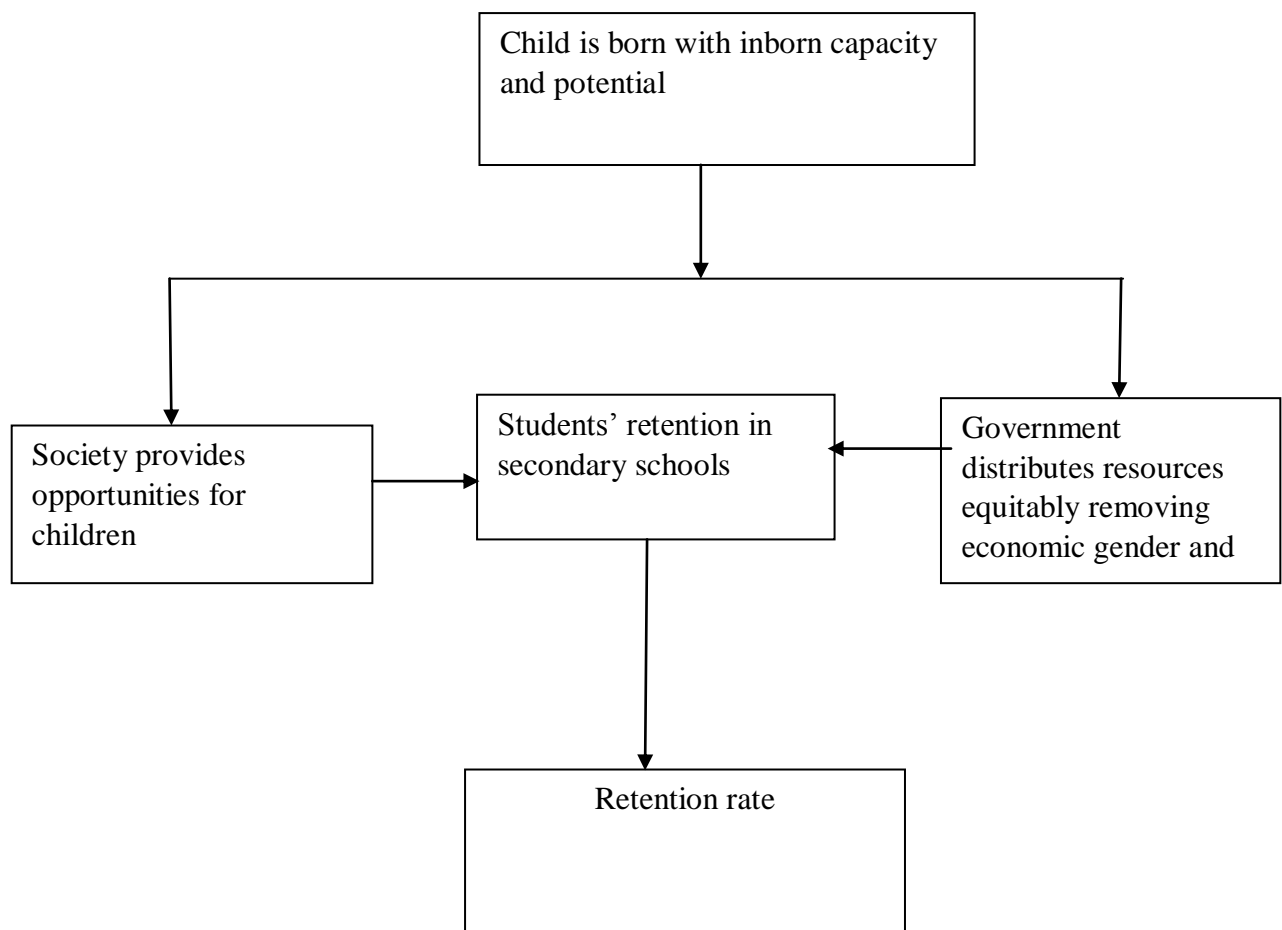 Child is born with inborn capacity
and potential
Society provides
opportunities for
children
Students’ retention in
secondary schools
Government
distributes resources
equitably removing
economic gender and
Retention rate